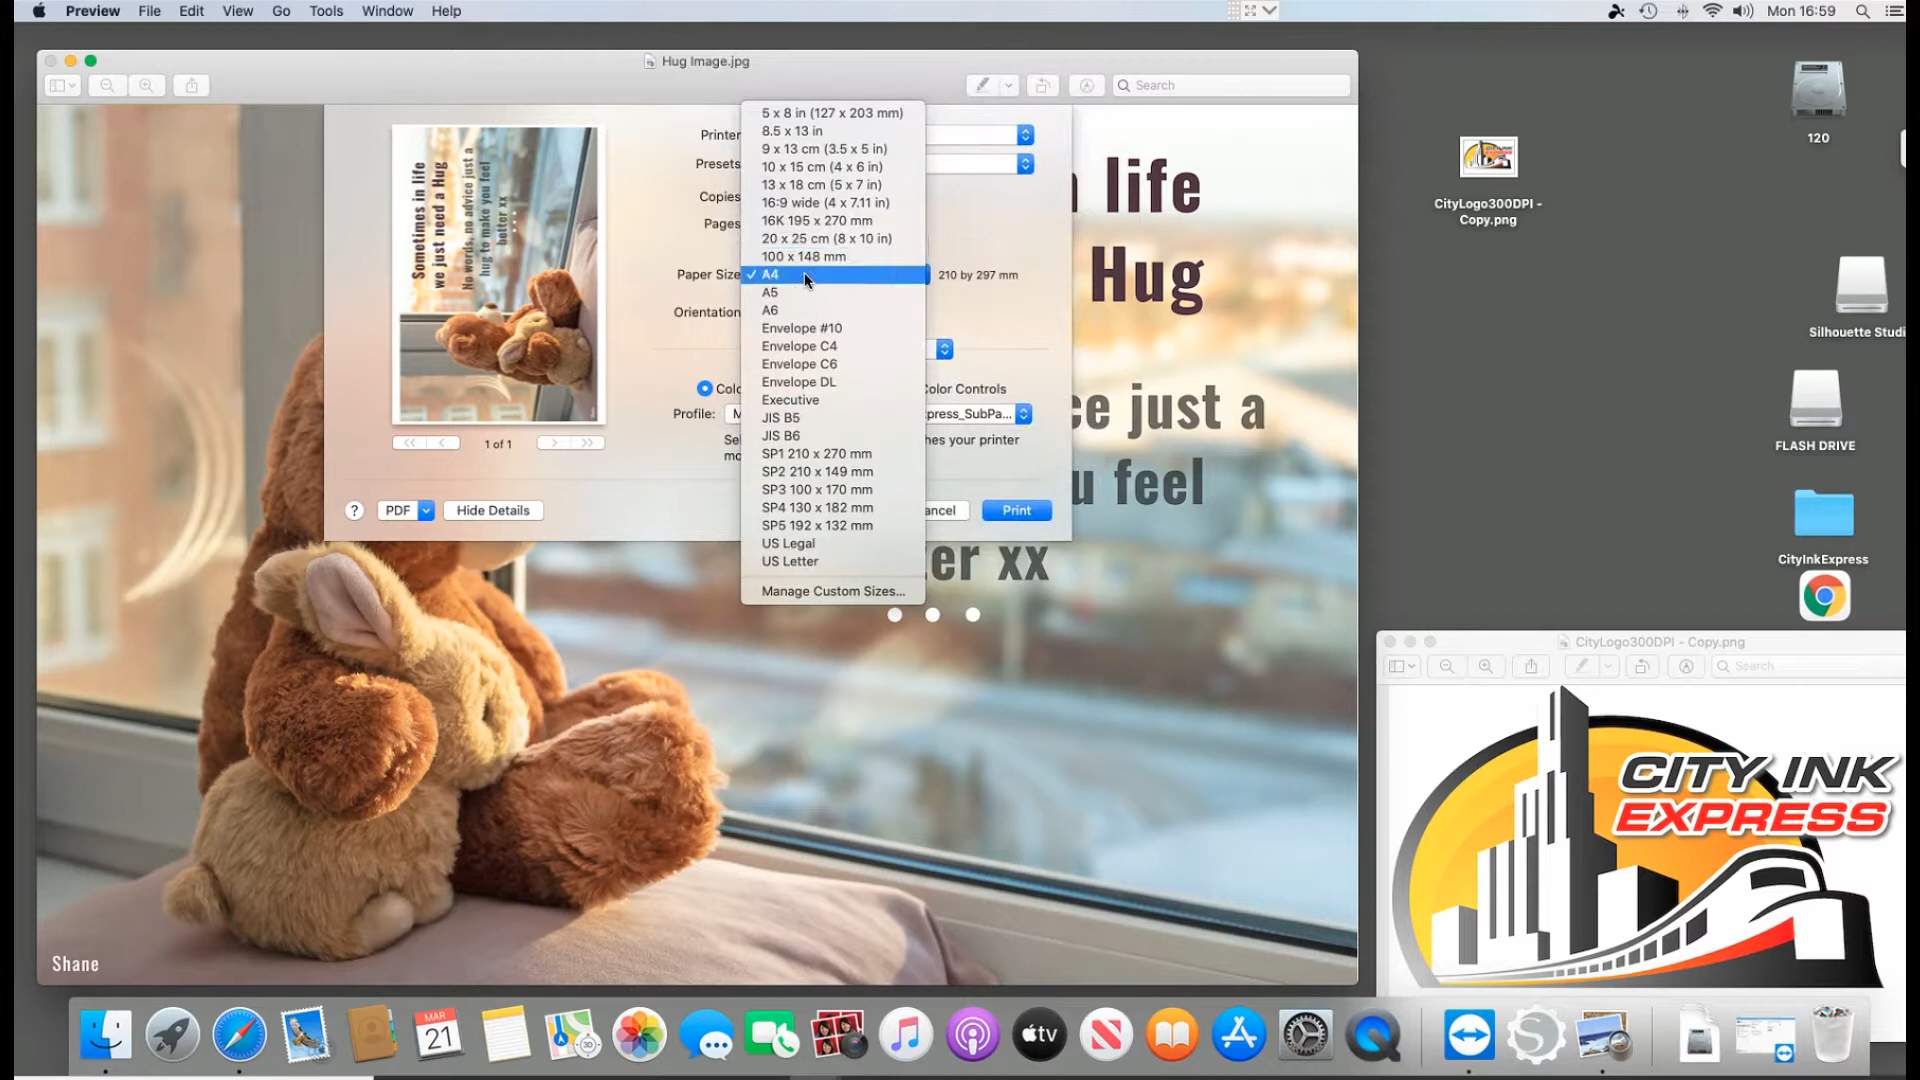 Preview File Edit View Go Tools Window Help
Mon 16:59
Hug Image.jpg
Search
Sometimes in life
we just need a Hug
No words, no advice just a
hug to make you feel
better xx
1 of 1
Printer
Presets
Copies
Pages
Paper Size
Orientation
210 by 297 mm
5 x 8 in (127 x 203 mm)
8.5 x 13 in
9 x 13 cm (3.5 x 5 in)
10 x 15 cm (4 x 6 in)
13 x 18 cm (5 x 7 in)
16:9 wide (4 x 7.11 in)
16K 195 x 270 mm
20 x 25 cm (8 x 10 in)
100 x 148 mm
✓ A4
A5
A6
Envelope #10
Envelope C4
Envelope C6
Envelope DL
Executive
JIS B5
JIS B6
SP1 210 x 270 mm
SP2 210 x 149 mm
SP3 100 x 170 mm
SP4 130 x 182 mm
SP5 192 x 132 mm
US Legal
US Letter
Manage Custom Sizes...
Colo
Color Controls
Profile: M
xpress_SubPa...
Sel
hes your printer
mo
? PDF Hide Details
ancel Print
life
Hug
ce just a
u feel
er xx
Shane
120
CityLogo300DPI -
Copy.png
Silhouette Studi
FLASH DRIVE
CityInkExpress
CityLogo300DPI - Copy.png
Search
CITY INK
EXPRESS
MAR
21
3D
tv